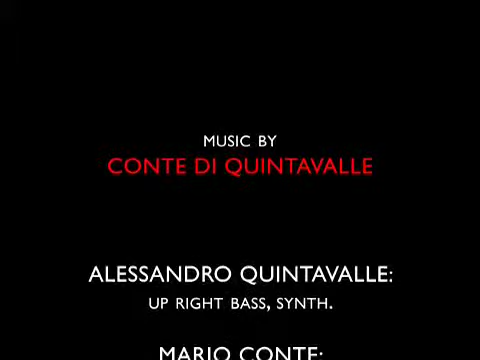 MUSIC BY
CONTE DI QUINTAVALLE
ALESSANDRO QUINTAVALLE:
UP RIGHT BASS, SYNTH.
MARIO CONTE: